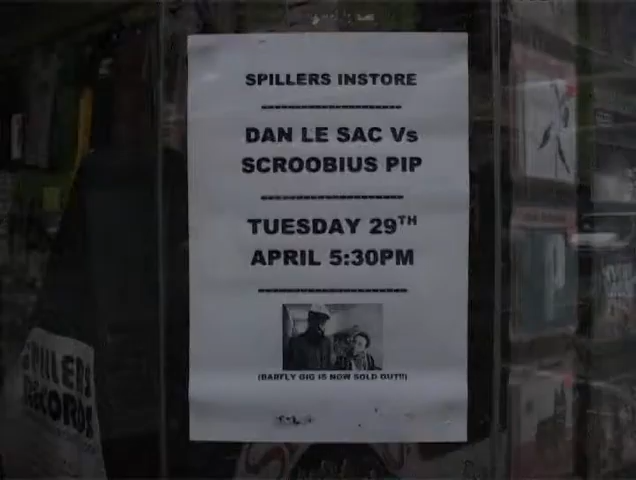 SPILLERS INSTORE
DAN LE SAC Vs
SCROOBIUS PIP
TUESDAY 29TH
APRIL 5:30PM
(BARFLY GIG IS NOW SOLD OUT!!!)
SPILLERS
RECORDS